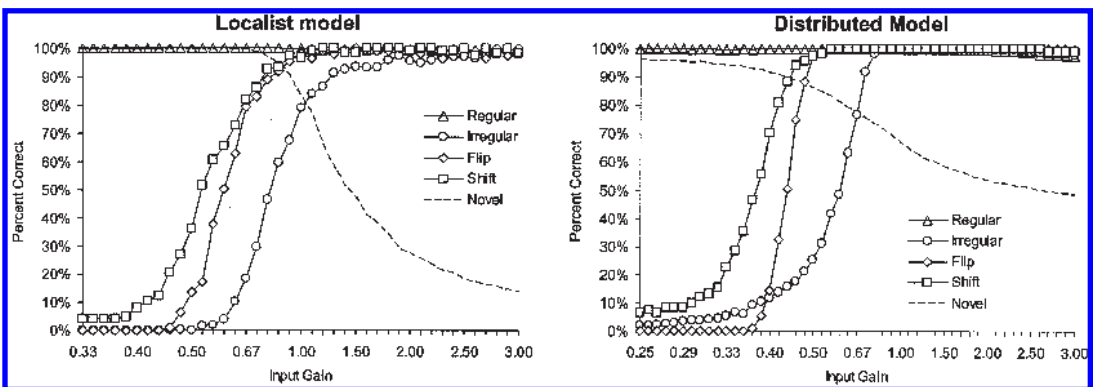 Localist model
100%
90%
80%
70%
60%
50%
40%
30%
20%
10%
0%
Percent Correct
Regular
Irregular
Flip
Shift
Novel
0.33 0.40 0.50 0.67 1.00 1.50 2.00 2.50 3.00
Input Gain
Distributed Model
100%
90%
80%
70%
60%
50%
40%
30%
20%
10%
0%
Percent Correct
Regular
Irregular
Flip
Shift
Novel
0.25 0.29 0.33 0.40 0.50 0.67 1.00 1.50 2.00 2.50 3.00
Input Gain